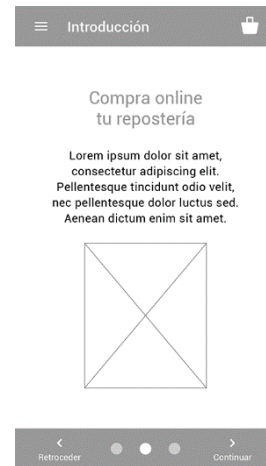 Introducción
Compra online
tu repostería
Lorem ipsum dolor sit amet,
consectetur adipiscing elit.
Pellentesque tincidunt odio velit,
nec pellentesque dolor luctus sed.
Aenean dictum enim sit amet.
Retroceder
Continuar